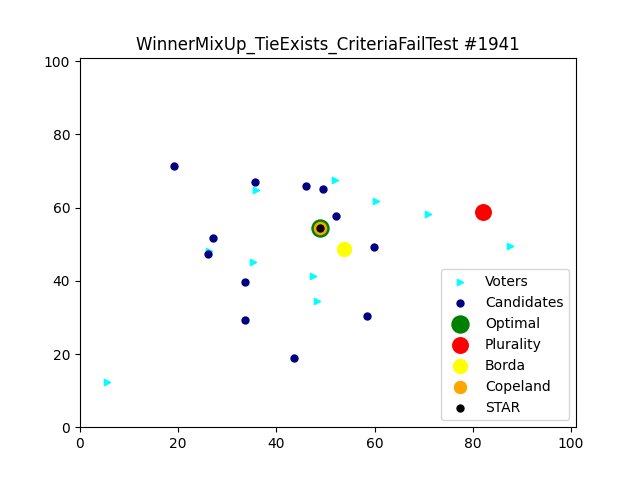 WinnerMixUp_TieExists_CriteriaFailTest #1941
100
80
60
40
20
0
0 20 40 60 80 100
Voters
Candidates
Optimal
Plurality
Borda
Copeland
STAR